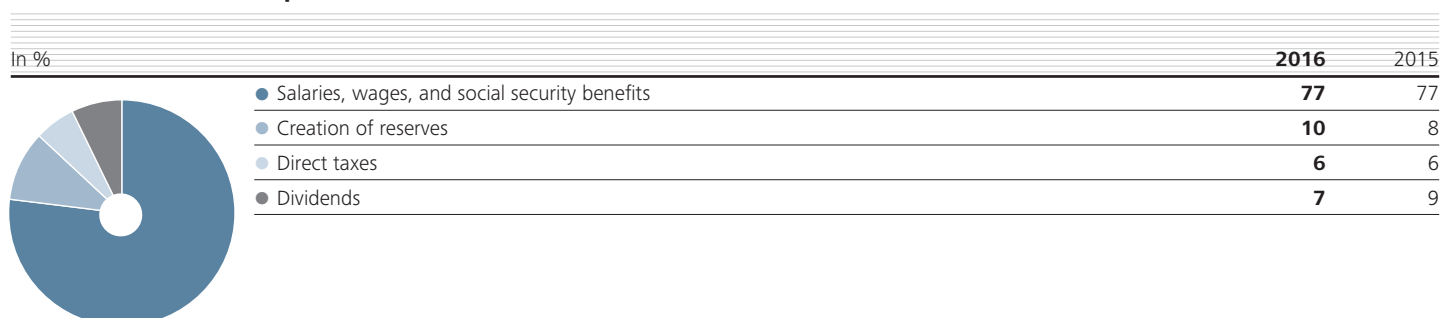 In % 2016 2015
Salaries, wages, and social security benefits 77 77
Creation of reserves 10 8
Direct taxes 6 6
Dividends 7 9